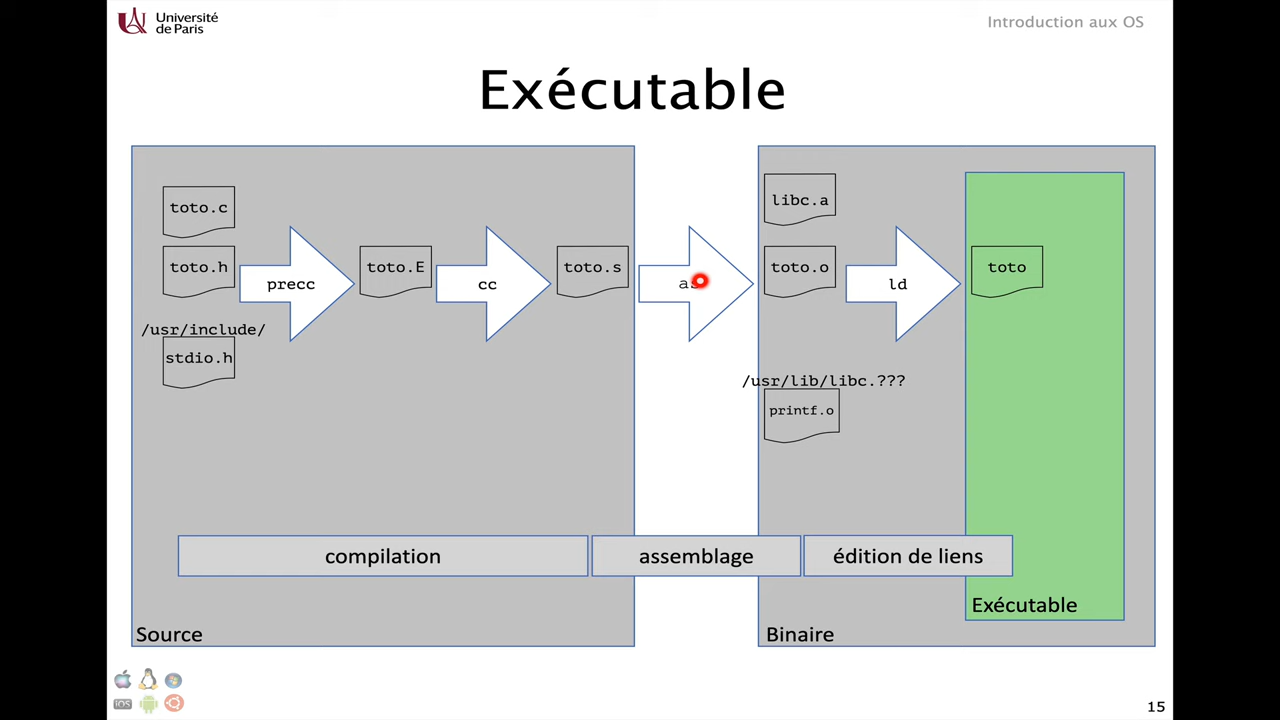 Université
de Paris
Introduction aux OS
Exécutable
toto.c
toto.h
/usr/include/
stdio.h
precc
toto.E
cc
toto.s
libc.a
toto.o
/usr/lib/libc.???
printf.o
ld
toto
compilation
assemblage
édition de liens
Exécutable
Source
Binaire
iOS
15